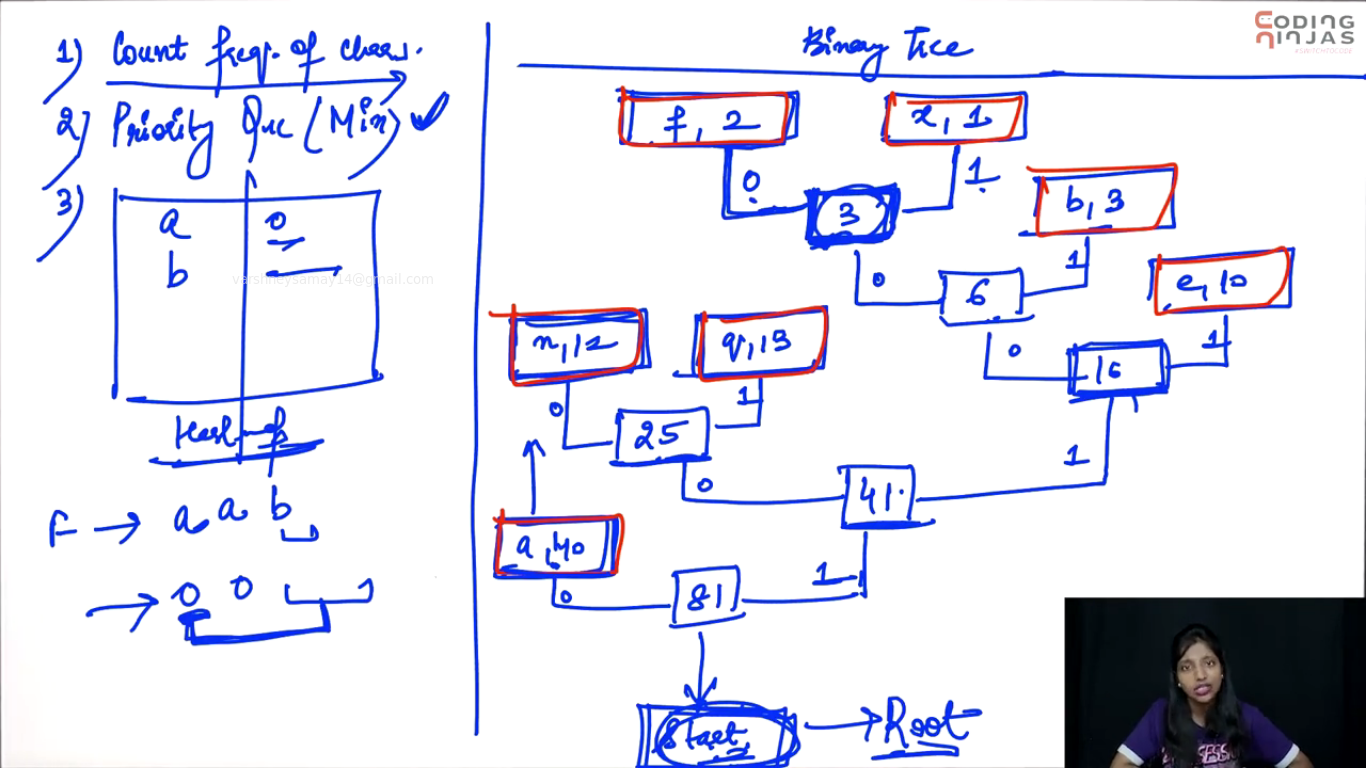 CODING
NINJAS
#SWITCHTOCODY
1) Count freq. of chars.
2) Priority Que (Min) ✓
3)
a 0
b
varshneysamay14@gmail.com
Hashmap
F → a a b
→ 0 0
Binary Tree
f, 2
x, 1
0
1
3
b, 3
0
1
6
e, 10
0
1
16
n, 12
q, 13
0
1
25
0
1
41
a, 40
0
1
81
Start → Root